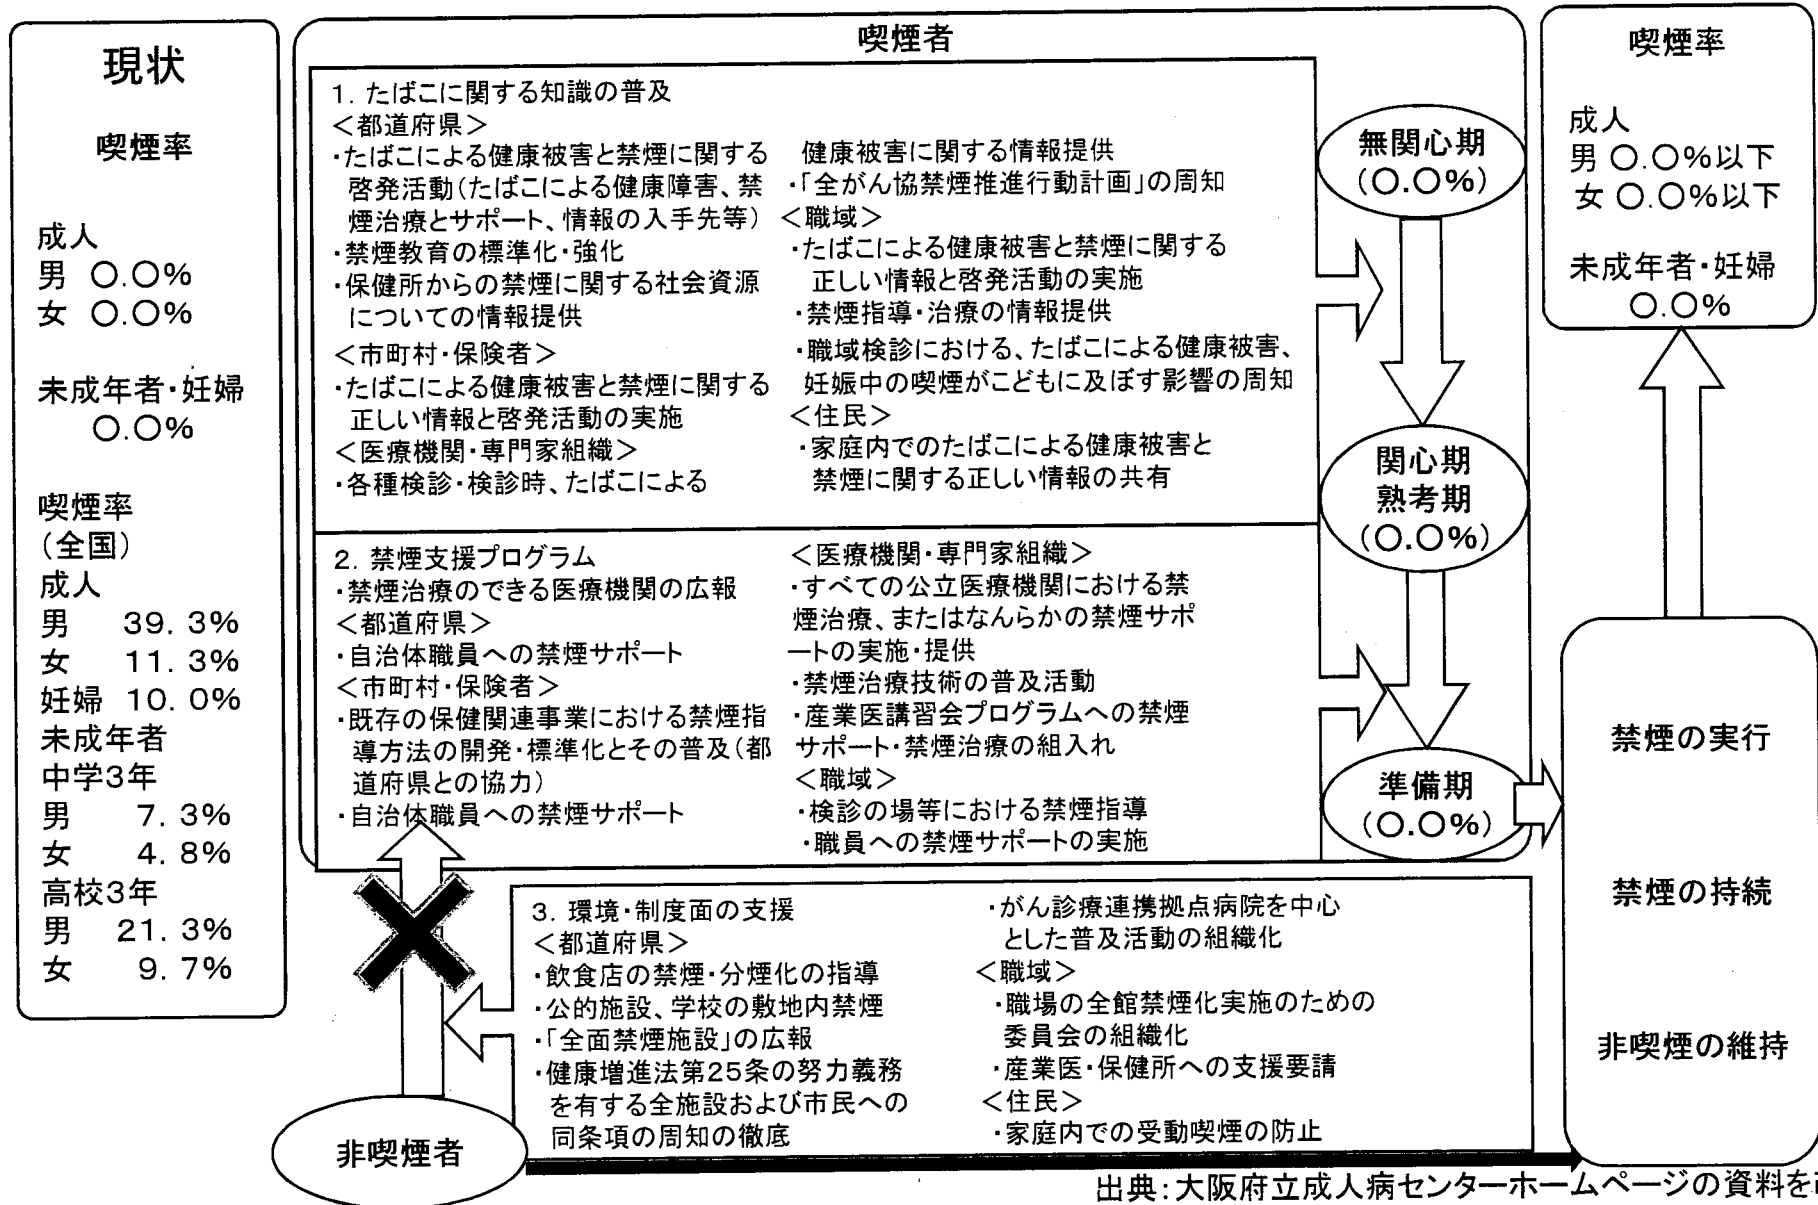 現状
喫煙率
成人
男 〇.〇%
女 〇.〇%
未成年者・妊婦
〇.〇%
喫煙率
(全国)
成人
男 39.3%
女 11.3%
妊婦 10.0%
未成年者
中学3年
男 7.3%
女 4.8%
高校3年
男 21.3%
女 9.7%
喫煙者
1. たばこに関する知識の普及
<都道府県>
・たばこによる健康被害と禁煙に関する
啓発活動(たばこによる健康障害、禁
煙治療とサポート、情報の入手先等)
・禁煙教育の標準化・強化
・保健所からの禁煙に関する社会資源
についての情報提供
<市町村・保険者>
・たばこによる健康被害と禁煙に関する
正しい情報と啓発活動の実施
<医療機関・専門家組織>
・各種検診・検診時、たばこによる
健康被害に関する情報提供
・「全がん協禁煙推進行動計画」の周知
<職域>
・たばこによる健康被害と禁煙に関する
正しい情報と啓発活動の実施
・禁煙指導・治療の情報提供
・職域検診における、たばこによる健康被害、
妊娠中の喫煙がこどもに及ぼす影響の周知
<住民>
・家庭内でのたばこによる健康被害と
禁煙に関する正しい情報の共有
2. 禁煙支援プログラム
・禁煙治療のできる医療機関の広報
<都道府県>
・自治体職員への禁煙サポート
<市町村・保険者>
・既存の保健関連事業における禁煙指
導方法の開発・標準化とその普及(都
道府県との協力)
・自治体職員への禁煙サポート
<医療機関・専門家組織>
・すべての公立医療機関における禁
煙治療、またはなんらかの禁煙サポ
ートの実施・提供
・禁煙治療技術の普及活動
・産業医講習会プログラムへの禁煙
サポート・禁煙治療の組入れ
<職域>
・検診の場等における禁煙指導
・職員への禁煙サポートの実施
無関心期
(〇.〇%)
関心期
熟考期
(〇.〇%)
準備期
(〇.〇%)
3. 環境・制度面の支援
<都道府県>
・飲食店の禁煙・分煙化の指導
・公的施設、学校の敷地内禁煙
・「全面禁煙施設」の広報
・健康増進法第25条の努力義務
を有する全施設および市民への
同条項の周知の徹底
・がん診療連携拠点病院を中心
とした普及活動の組織化
<職域>
・職場の全館禁煙化実施のための
委員会の組織化
・産業医・保健所への支援要請
<住民>
・家庭内での受動喫煙の防止
非喫煙者
喫煙率
成人
男 〇.〇%以下
女 〇.〇%以下
未成年者・妊婦
〇.〇%
禁煙の実行
禁煙の持続
非喫煙の維持
出典:大阪府立成人病センターホームページの資料を